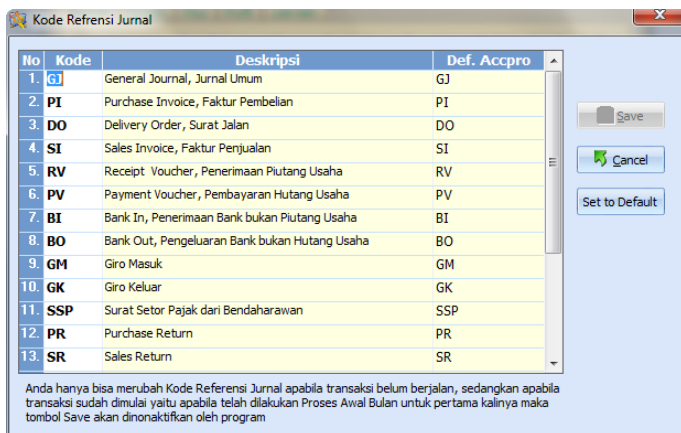 Kode Refrensi Jurnal
No Kode Deskripsi Def. Accpro
1. GJ General Journal, Jurnal Umum GJ
2. PI Purchase Invoice, Faktur Pembelian PI
3. DO Delivery Order, Surat Jalan DO
4. SI Sales Invoice, Faktur Penjualan SI
5. RV Receipt Voucher, Penerimaan Piutang Usaha RV
6. PV Payment Voucher, Pembayaran Hutang Usaha PV
7. BI Bank In, Penerimaan Bank bukan Piutang Usaha BI
8. BO Bank Out, Pengeluaran Bank bukan Hutang Usaha BO
9. GM Giro Masuk GM
10. GK Giro Keluar GK
11. SSP Surat Setor Pajak dari Bendaharawan SSP
12. PR Purchase Return PR
13. SR Sales Return SR
Save
Cancel
Set to Default
Anda hanya bisa merubah Kode Referensi Jurnal apabila transaksi belum berjalan, sedangkan apabila
transaksi sudah dimulai yaitu apabila telah dilakukan Proses Awal Bulan untuk pertama kalinya maka
tombol Save akan dinonaktifkan oleh program